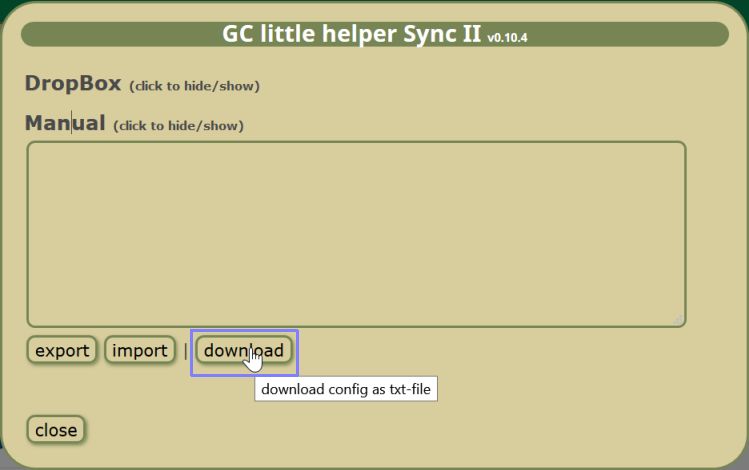 GC little helper Sync II v0.10.4
DropBox (click to hide/show)
Manual (click to hide/show)
export import | download
download config as txt-file
close